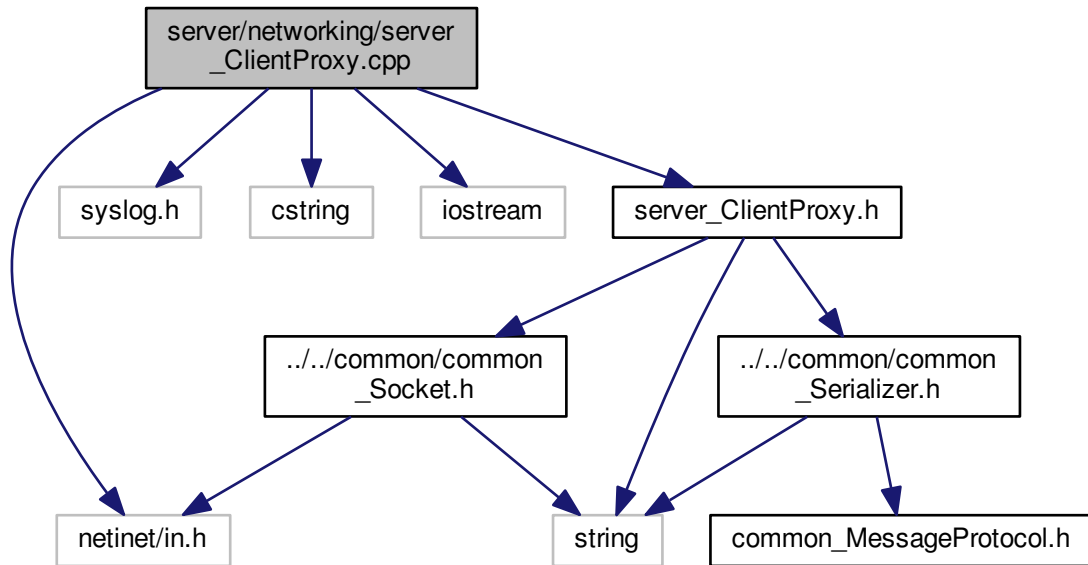 server/networking/server
_ClientProxy.cpp
syslog.h
cstring
iostream
server_ClientProxy.h
../../common/common
_Socket.h
../../common/common
_Serializer.h
netinet/in.h
string
common_MessageProtocol.h